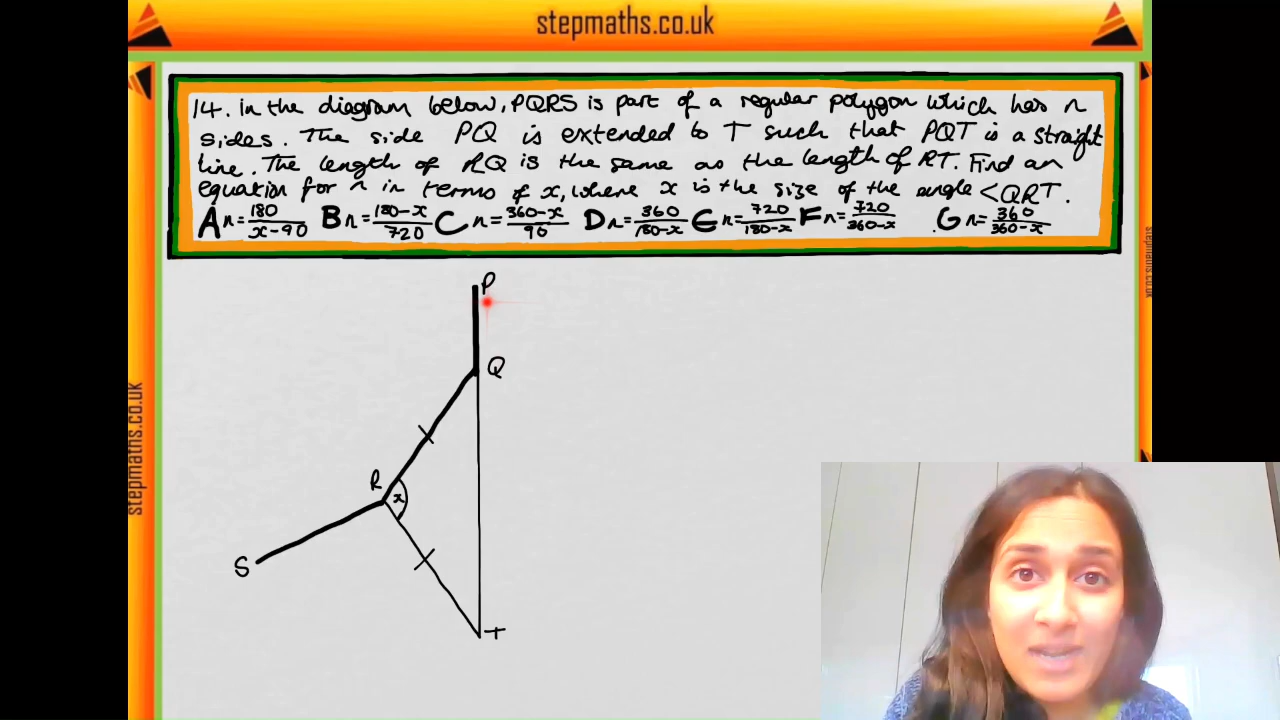 stepmaths.co.uk
14. In the diagram below, PQRS is part of a regular polygon which has n
sides. The side PQ is extended to T such that PQT is a straight
line. The length of RQ is the same as the length of RT. Find an
equation for n in terms of x, where x is the size of the angle <QRT.
A n=180/x-90 B n=180-x/720 C n=360-x/90 D n=360/180-x E n=720/180-x F n=720/360-x G n=360/360-x
P
Q
R
x
S
T
stepmaths.co.uk
stepmaths.co.uk